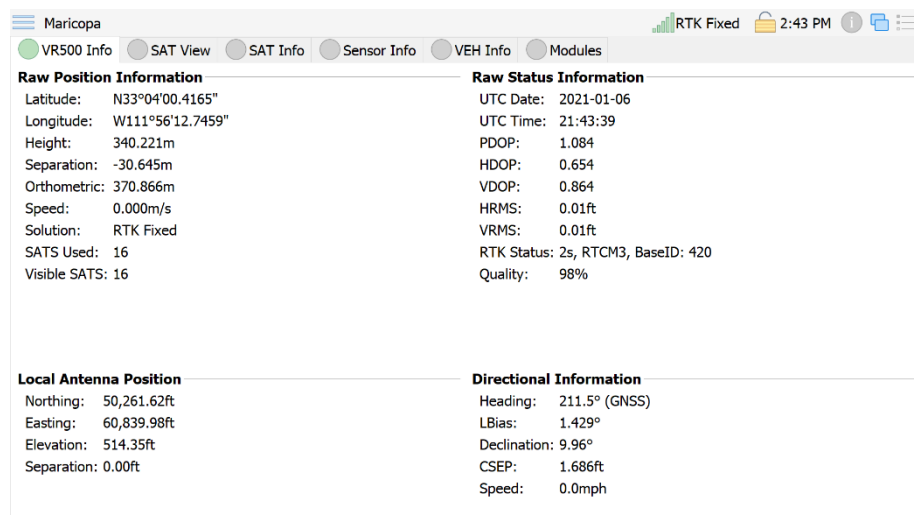 Maricopa RTK Fixed 2:43 PM
VR500 Info SAT View SAT Info Sensor Info VEH Info Modules
Raw Position Information
Latitude: N33°04'00.4165"
Longitude: W111°56'12.7459"
Height: 340.221m
Separation: -30.645m
Orthometric: 370.866m
Speed: 0.000m/s
Solution: RTK Fixed
SATS Used: 16
Visible SATS: 16
Raw Status Information
UTC Date: 2021-01-06
UTC Time: 21:43:39
PDOP: 1.084
HDOP: 0.654
VDOP: 0.864
HRMS: 0.01ft
VRMS: 0.01ft
RTK Status: 2s, RTCM3, BaseID: 420
Quality: 98%
Local Antenna Position
Northing: 50,261.62ft
Easting: 60,839.98ft
Elevation: 514.35ft
Separation: 0.00ft
Directional Information
Heading: 211.5° (GNSS)
LBias: 1.429°
Declination: 9.96°
CSEP: 1.686ft
Speed: 0.0mph